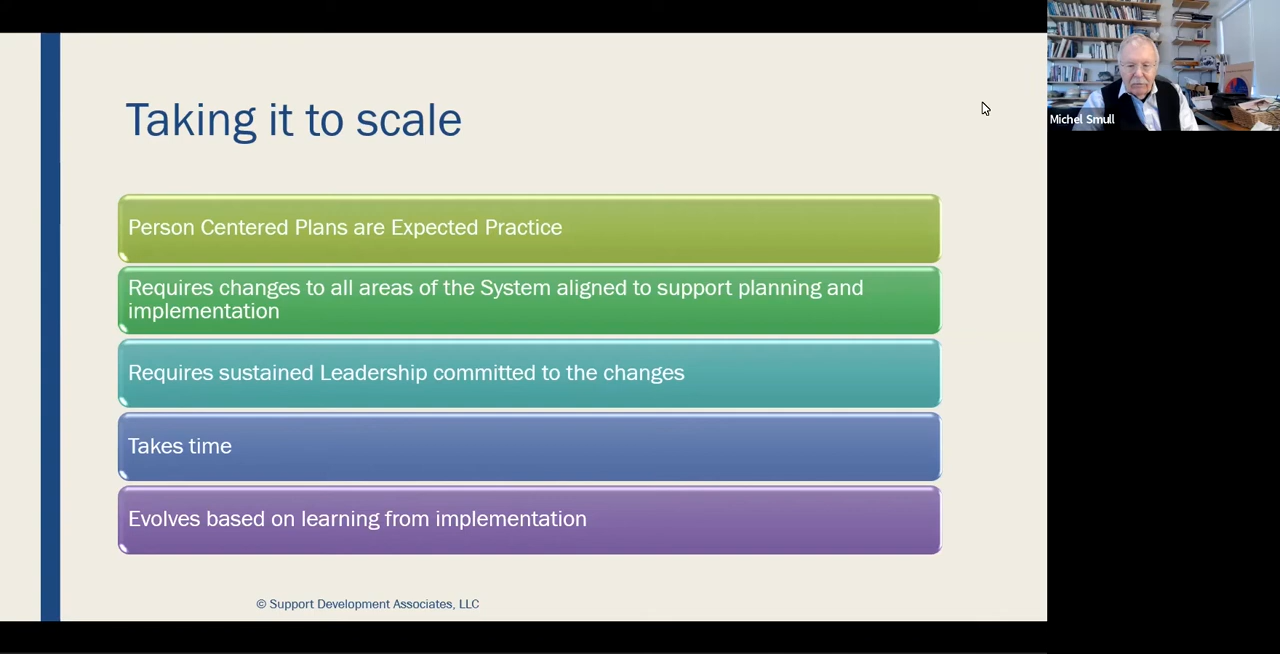 Taking it to scale
Person Centered Plans are Expected Practice
Requires changes to all areas of the System aligned to support planning and
implementation
Requires sustained Leadership committed to the changes
Takes time
Evolves based on learning from implementation
© Support Development Associates, LLC
Michel Smull